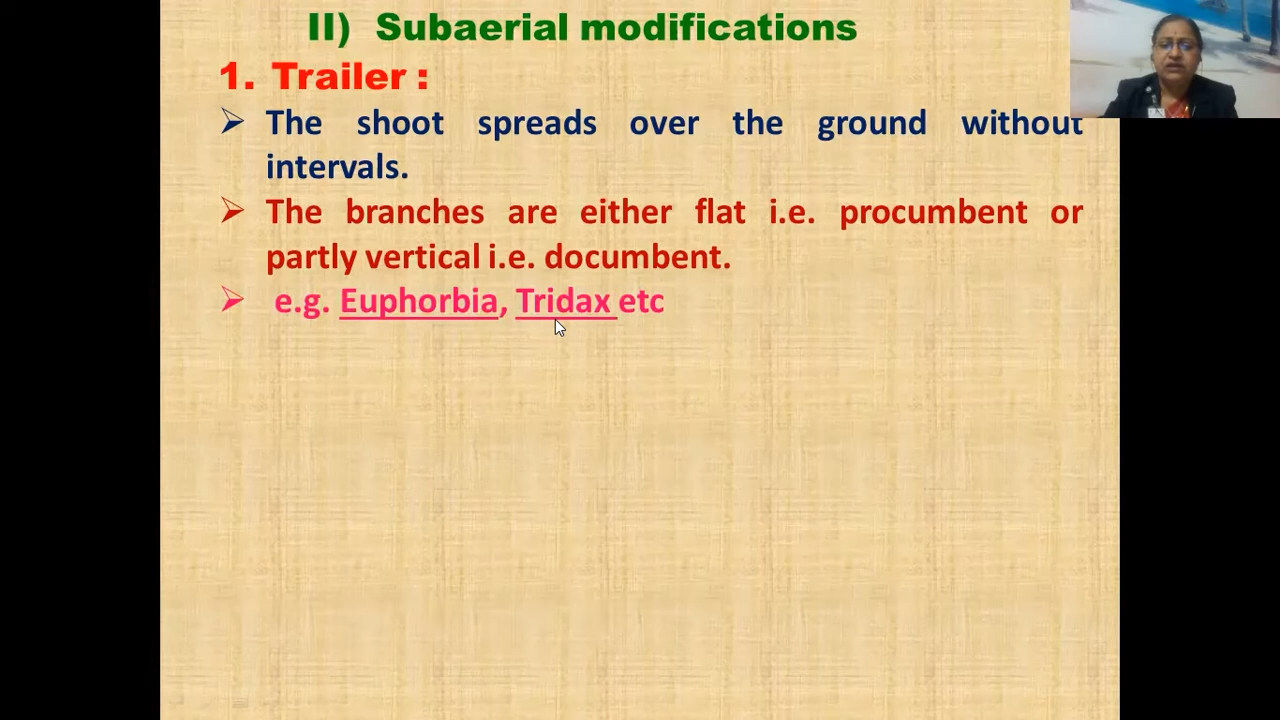 II) Subaerial modifications
1. Trailer :
➢ The shoot spreads over the ground without
intervals.
➢ The branches are either flat i.e. procumbent or
partly vertical i.e. documbent.
➢ e.g. Euphorbia, Tridax etc